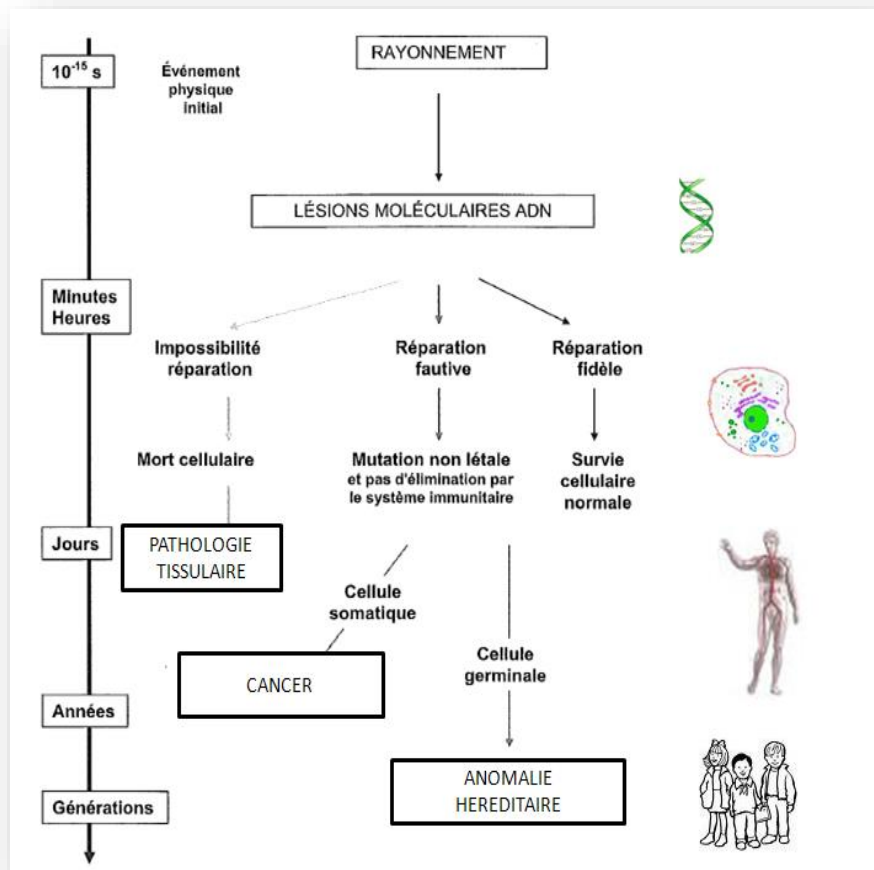 RAYONNEMENT
10⁻¹⁵ s
Événement
physique
initial
LÉSIONS MOLÉCULAIRES ADN
Minutes
Heures
Impossibilité
réparation
Réparation
fautive
Réparation
fidèle
Mort cellulaire
Mutation non létale
et pas d'élimination par
le système immunitaire
Survie
cellulaire
normale
Jours
PATHOLOGIE
TISSULAIRE
Cellule
somatique
CANCER
Cellule
germinale
Années
ANOMALIE
HEREDITAIRE
Générations